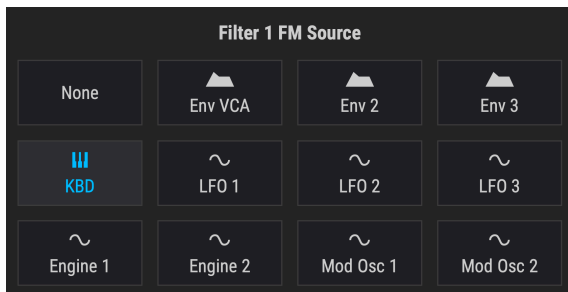 Filter 1 FM Source
None
Env VCA
Env 2
Env 3
KBD
LFO 1
LFO 2
LFO 3
Engine 1
Engine 2
Mod Osc 1
Mod Osc 2